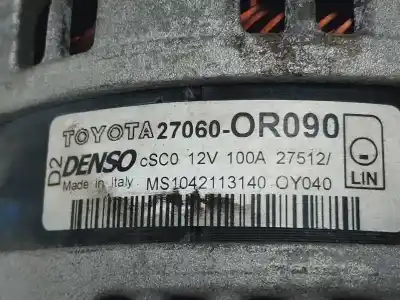 TOYOTA 27060-OR090
D2 DENSO cSC0 12V 100A 27512/
Made in Italy MS1042113140 OY040
LIN